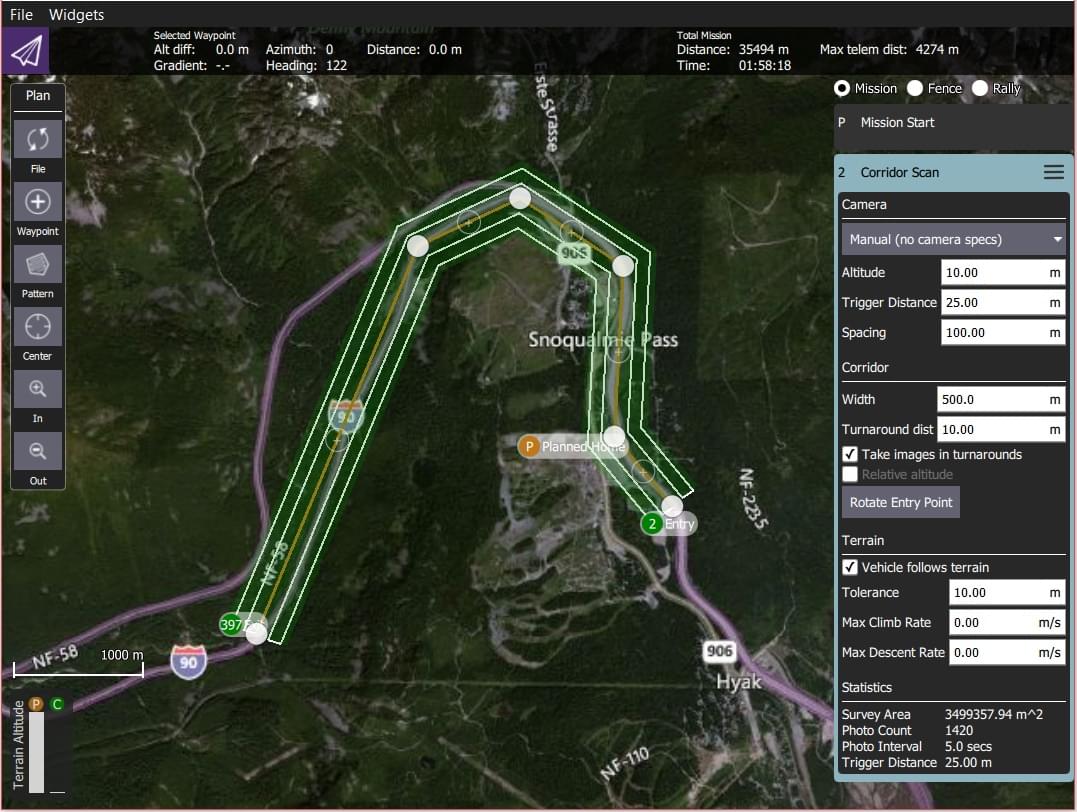 File Widgets
Selected Waypoint
Alt diff: 0.0 m Azimuth: 0 Distance: 0.0 m
Gradient: -.- Heading: 122
Total Mission
Distance: 35494 m Max telem dist: 4274 m
Time: 01:58:18
Denny Mountain
Plan
File
Waypoint
Pattern
Center
In
Out
Mission Fence Rally
P Mission Start
2 Corridor Scan
Camera
Manual (no camera specs)
Altitude 10.00 m
Trigger Distance 25.00 m
Spacing 100.00 m
Corridor
Width 500.0 m
Turnaround dist 10.00 m
Take images in turnarounds
Relative altitude
Rotate Entry Point
Terrain
Vehicle follows terrain
Tolerance 10.00 m
Max Climb Rate 0.00 m/s
Max Descent Rate 0.00 m/s
Statistics
Survey Area 3499357.94 m^2
Photo Count 1420
Photo Interval 5.0 secs
Trigger Distance 25.00 m
Erste Strasse
906
Snoqualmie Pass
90
P Planned Home
NF-2235
2 Entry
NF-58
397
NF-58
1000 m
90
906
Hyak
NF-110
Terrain Altitude
P C